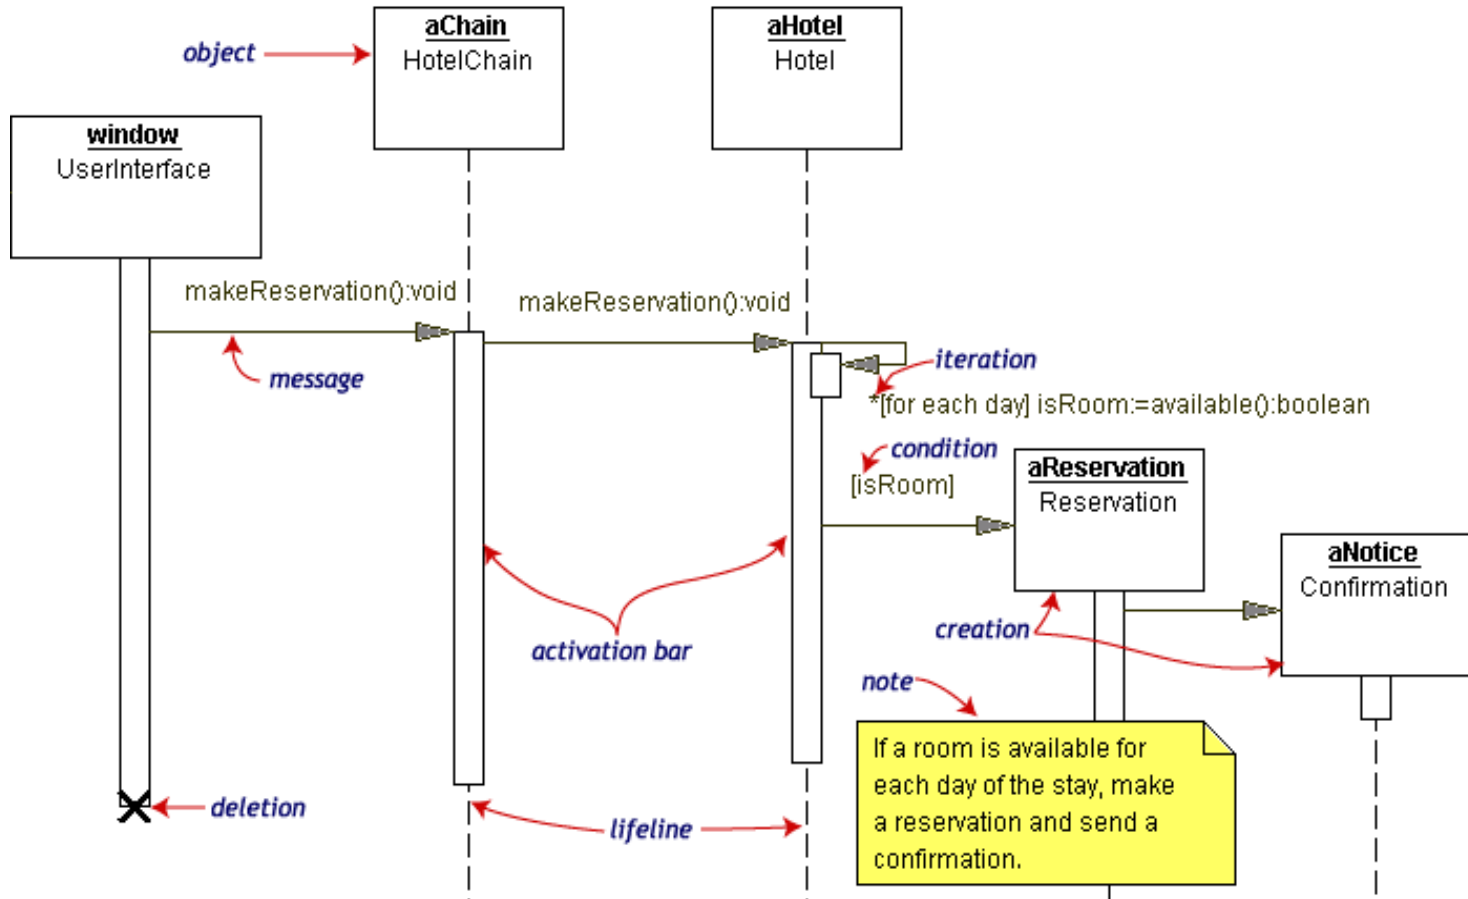 aChain
HotelChain
aHotel
Hotel
object
window
UserInterface
makeReservation():void
makeReservation():void
message
iteration
*[for each day] isRoom:=available():boolean
condition
[isRoom]
aReservation
Reservation
aNotice
Confirmation
activation bar
creation
note
If a room is available for
each day of the stay, make
a reservation and send a
confirmation.
deletion
lifeline